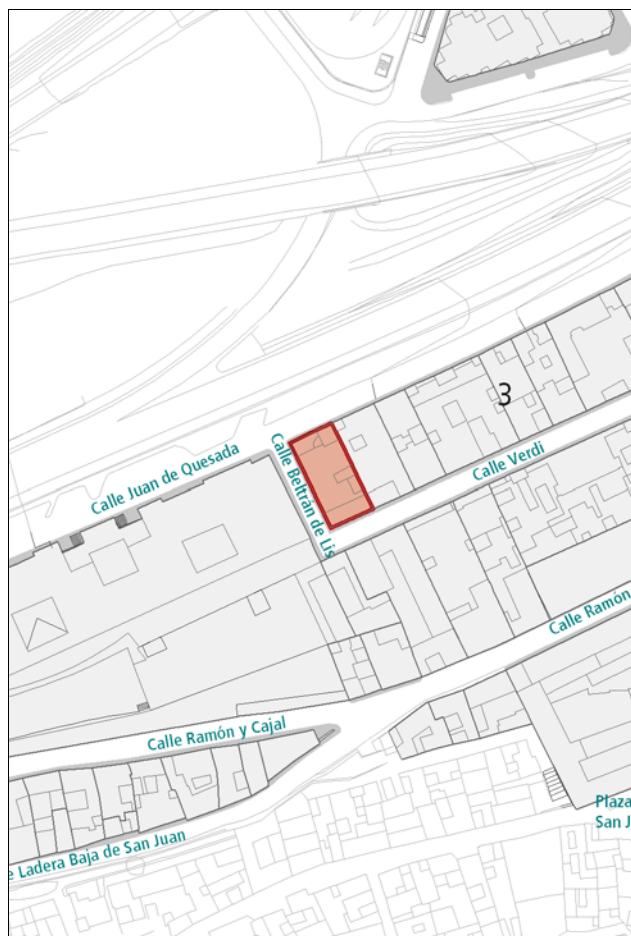 3
Calle Juan de Quesada
Calle Beltrán de Lis
Calle Verdi
Calle Ramón
Calle Ramón y Cajal
Plaza
San J
e Ladera Baja de San Juan